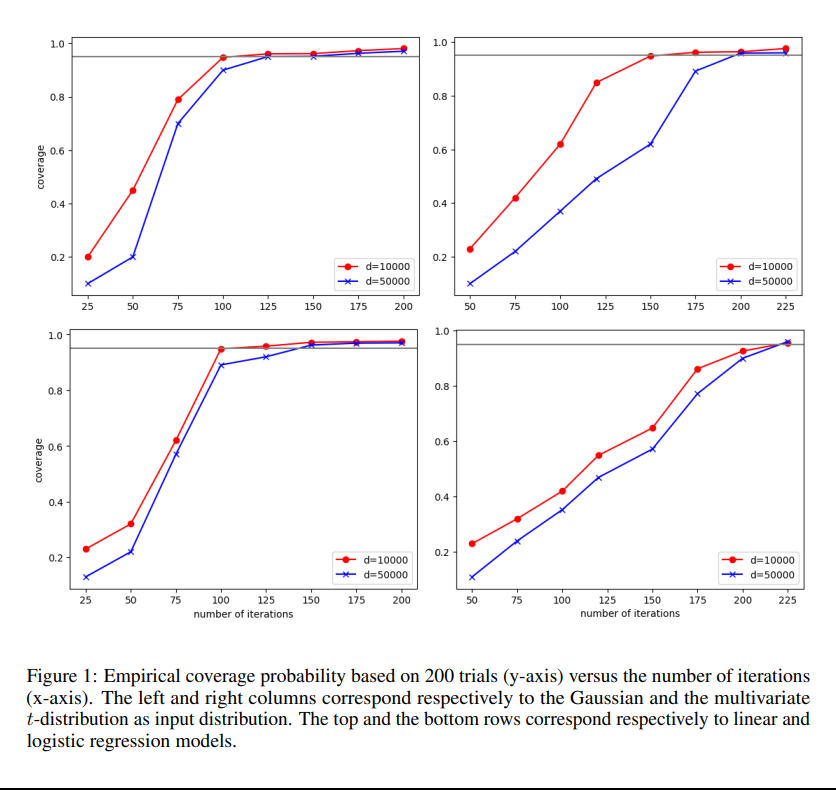 1.0
0.8
0.6
0.4
0.2
coverage
d=10000
d=50000
25 50 75 100 125 150 175 200
1.0
0.8
0.6
0.4
0.2
d=10000
d=50000
50 75 100 125 150 175 200 225
1.0
0.8
0.6
0.4
0.2
coverage
d=10000
d=50000
25 50 75 100 125 150 175 200
number of iterations
1.0
0.8
0.6
0.4
0.2
d=10000
d=50000
50 75 100 125 150 175 200 225
number of iterations
Figure 1: Empirical coverage probability based on 200 trials (y-axis) versus the number of iterations
(x-axis). The left and right columns correspond respectively to the Gaussian and the multivariate
t-distribution as input distribution. The top and the bottom rows correspond respectively to linear and
logistic regression models.